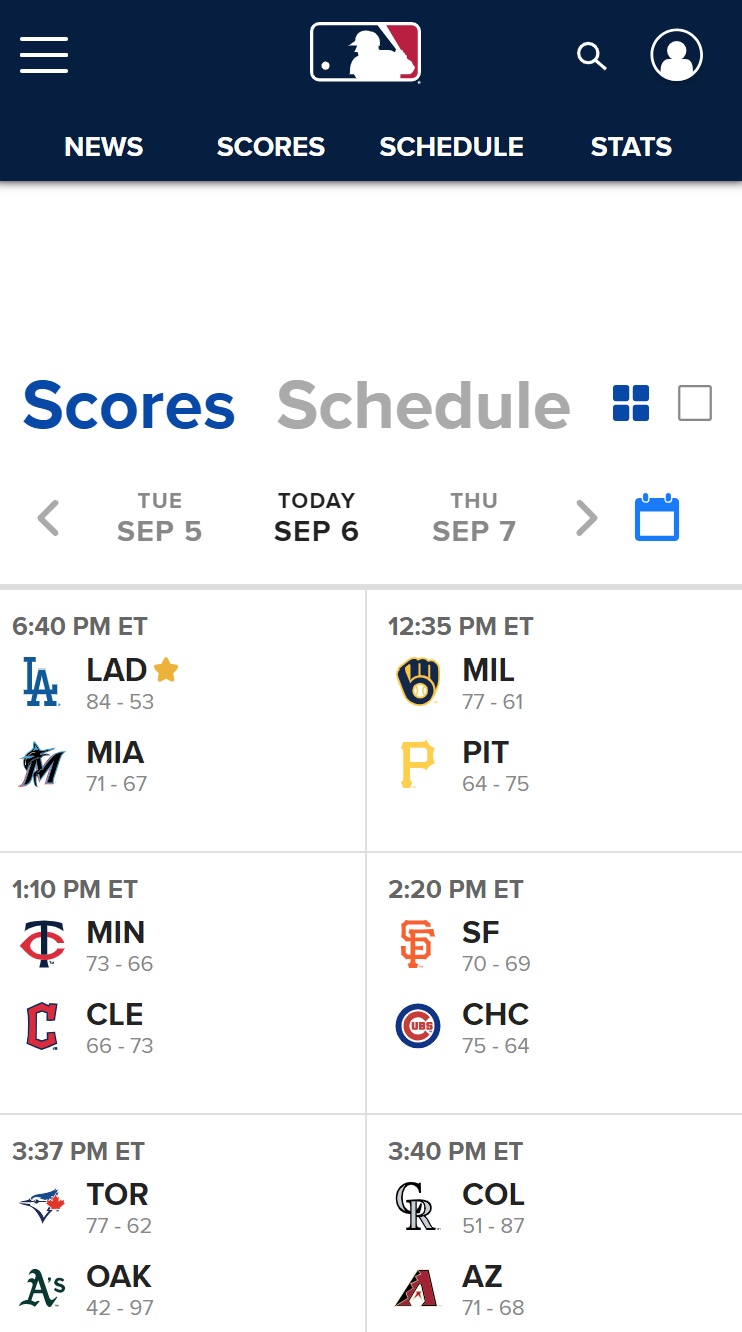 NEWS SCORES SCHEDULE STATS
Scores Schedule
TUE TODAY THU
SEP 5 SEP 6 SEP 7
6:40 PM ET
LAD
84 - 53
MIA
71 - 67
12:35 PM ET
MIL
77 - 61
PIT
64 - 75
1:10 PM ET
MIN
73 - 66
CLE
66 - 73
2:20 PM ET
SF
70 - 69
CHC
75 - 64
3:37 PM ET
TOR
77 - 62
OAK
42 - 97
3:40 PM ET
COL
51 - 87
AZ
71 - 68